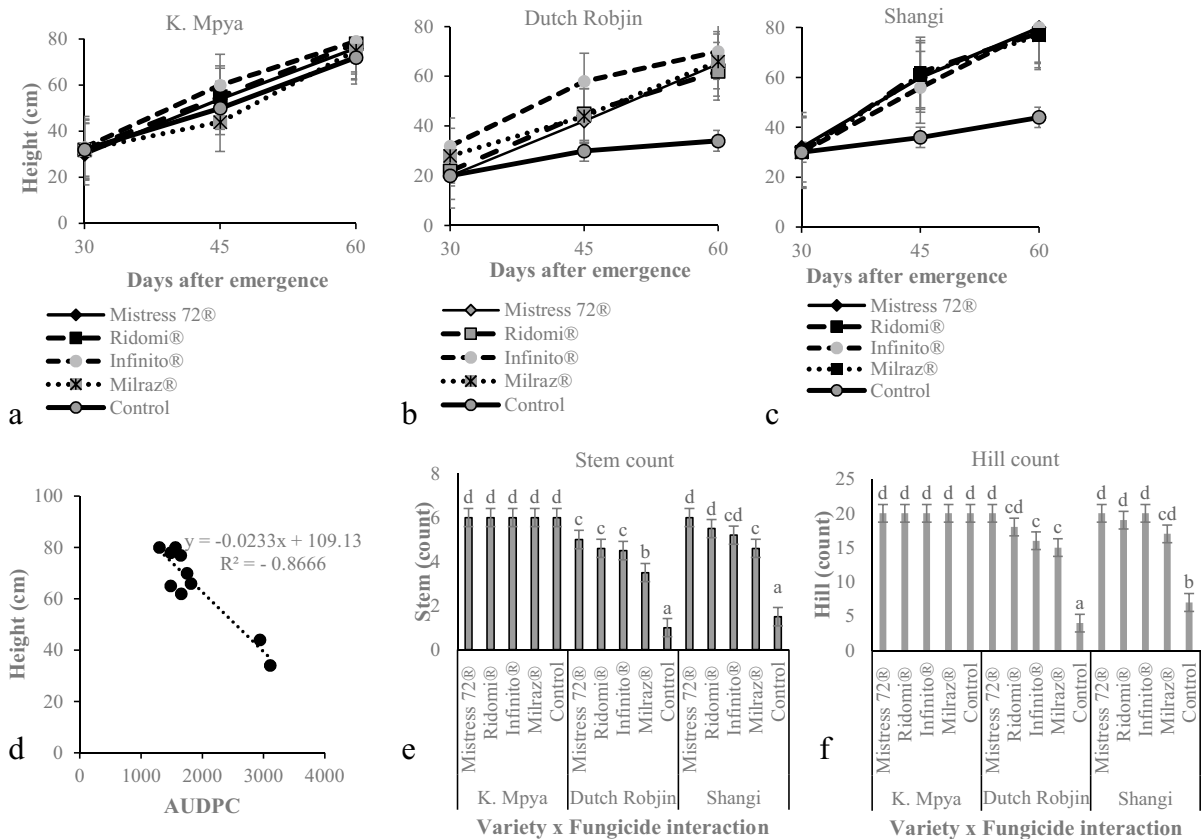 K. Mpya
Height (cm)
80
60
40
20
0
30
45
60
Days after emergence
Mistress 72®
Ridomi®
Infinito®
Milraz®
Control
a
Dutch Robjin
80
60
40
20
0
30
45
60
Days after emergence
Mistress 72®
Ridomi®
Infinito®
Milraz®
Control
b
Shangi
80
60
40
20
0
30
45
60
Days after emergence
Mistress 72®
Ridomi®
Infinito®
Milraz®
Control
c
Height (cm)
100
80
60
40
20
0
y = -0.0233x + 109.13
R² = - 0.8666
0
1000
2000
3000
4000
AUDPC
d
Stem count
Stem (count)
8
6
4
2
0
d d d d d c c c b a d d cd c a
Mistress 72®
Ridomi®
Infinito®
Milraz®
Control
Mistress 72®
Ridomi®
Infinito®
Milraz®
Control
Mistress 72®
Ridomi®
Infinito®
Milraz®
Control
K. Mpya Dutch Robjin Shangi
Variety x Fungicide interaction
e
Hill count
Hill (count)
25
20
15
10
5
0
d d d d d d cd c c a d d d cd b
Mistress 72®
Ridomi®
Infinito®
Milraz®
Control
Mistress 72®
Ridomi®
Infinito®
Milraz®
Control
Mistress 72®
Ridomi®
Infinito®
Milraz®
Control
K. Mpya Dutch Robjin Shangi
Variety x Fungicide interaction
f